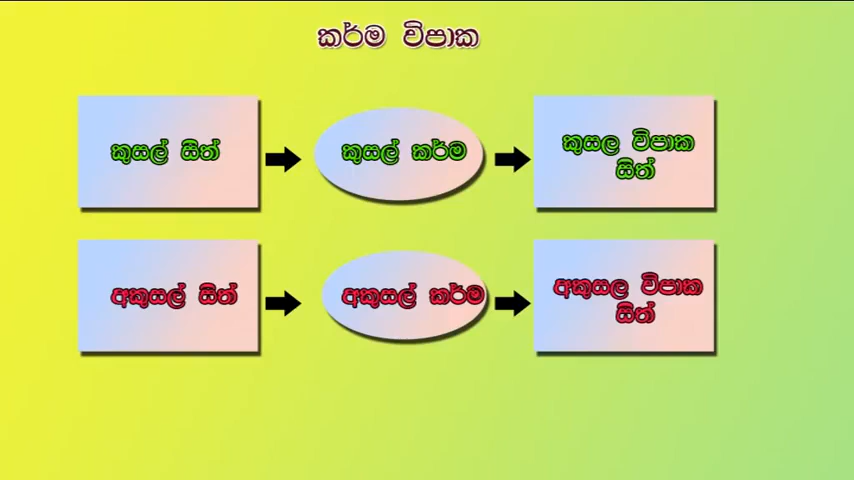 කර්ම විපාක
කුසල් සිත්
කුසල් කර්ම
කුසල විපාක
සිත්
අකුසල් සිත්
අකුසල් කර්ම
අකුසල විපාක
සිත්